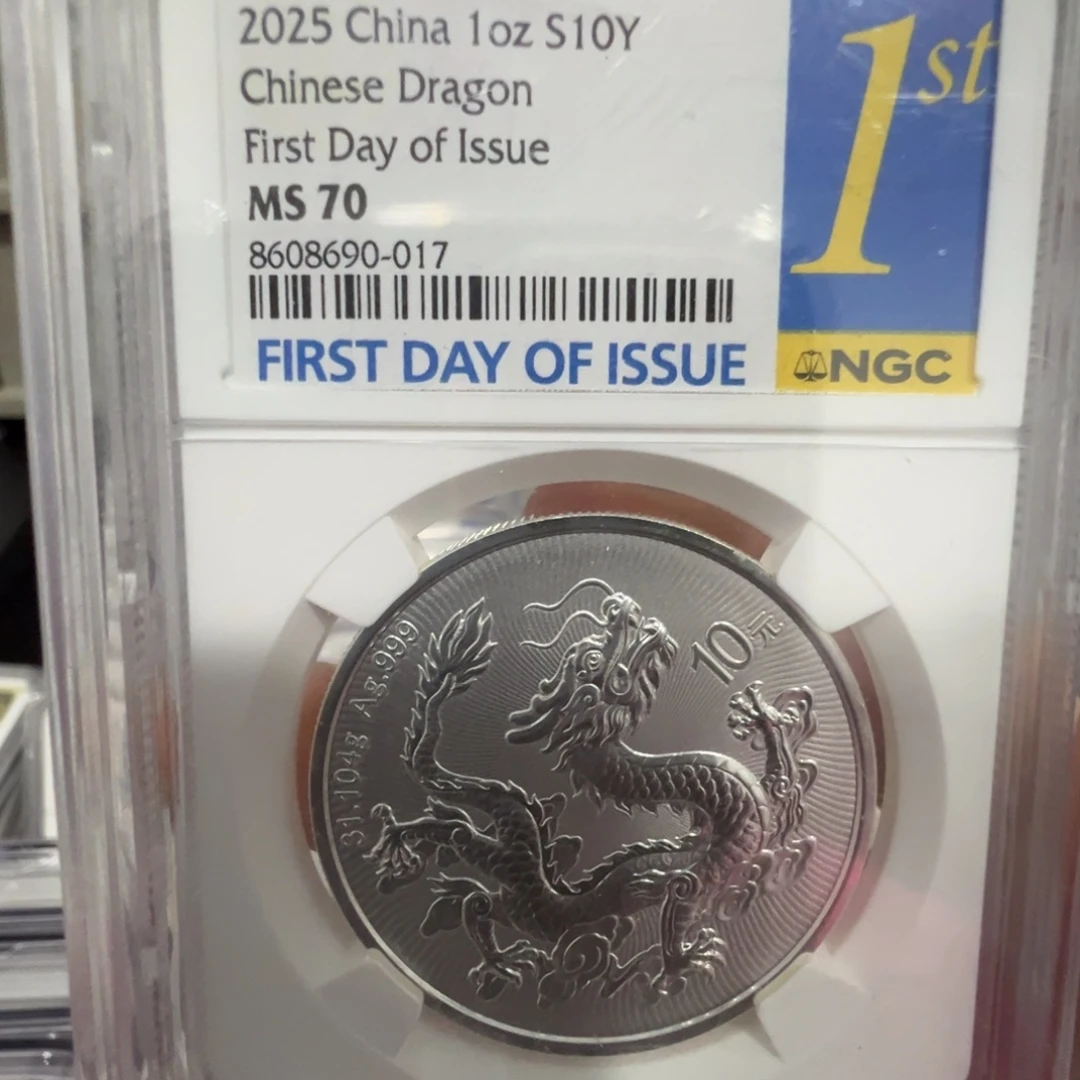 2025 China 1oz S10Y
Chinese Dragon
First Day of Issue
MS 70
8608690-017
FIRST DAY OF ISSUE
1st
NGC
31.104g Ag.999
10元